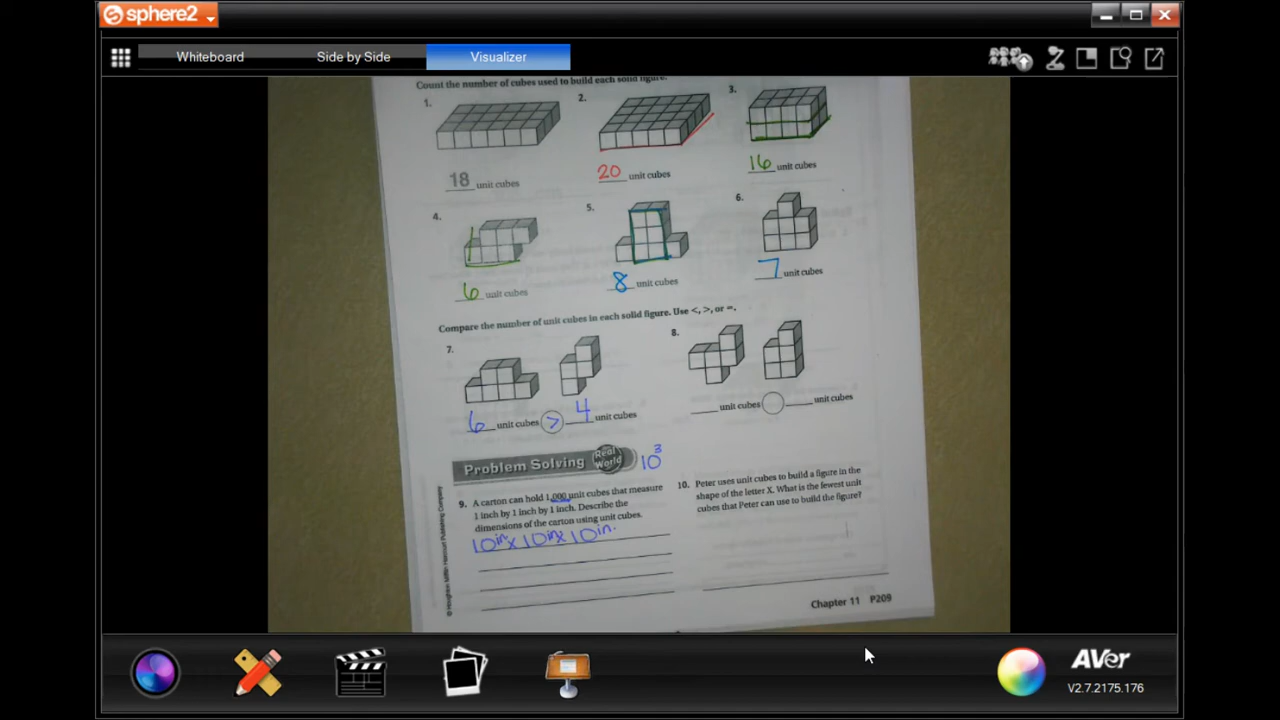 sphere2
Whiteboard
Side by Side
Visualizer
Count the number of cubes used to build each solid figure.
1.
2.
3.
18 unit cubes
20 unit cubes
16 unit cubes
4.
5.
6.
6 unit cubes
8 unit cubes
7 unit cubes
Compare the number of unit cubes in each solid figure. Use <, >, or =.
7.
8.
6 unit cubes > 4 unit cubes
unit cubes
unit cubes
Problem Solving Real World
10³
9. A carton can hold 1,000 unit cubes that measure
1 inch by 1 inch by 1 inch. Describe the
dimensions of the carton using unit cubes.
10in x 10in x 10in.
10. Peter uses unit cubes to build a figure in the
shape of the letter X. What is the fewest unit
cubes that Peter can use to build the figure?
© Houghton Mifflin Harcourt Publishing Company
Chapter 11 P209
AVer
V2.7.2175.176